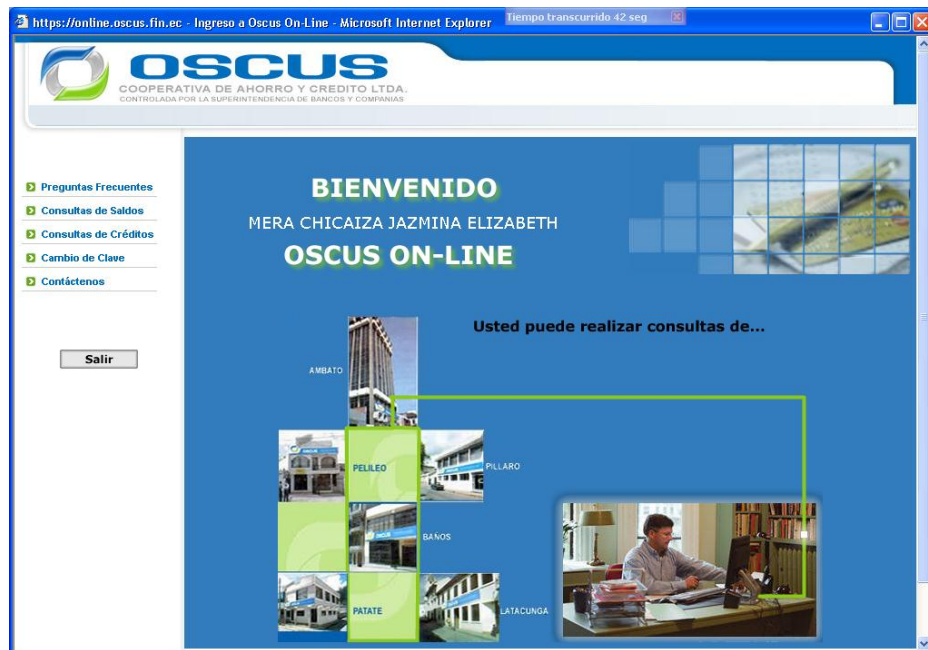 https://online.oscus.fin.ec - Ingreso a Oscus On-Line - Microsoft Internet Explorer
Tiempo transcurrido 42 seg
OSCUS
COOPERATIVA DE AHORRO Y CREDITO LTDA.
CONTROLADA POR LA SUPERINTENDENCIA DE BANCOS Y COMPANIAS
Preguntas Frecuentes
Consultas de Saldos
Consultas de Créditos
Cambio de Clave
Contáctenos
Salir
BIENVENIDO
MERA CHICAIZA JAZMINA ELIZABETH
OSCUS ON-LINE
Usted puede realizar consultas de...
AMBATO
PELILEO
PILLARO
BAÑOS
PATATE
LATACUNGA